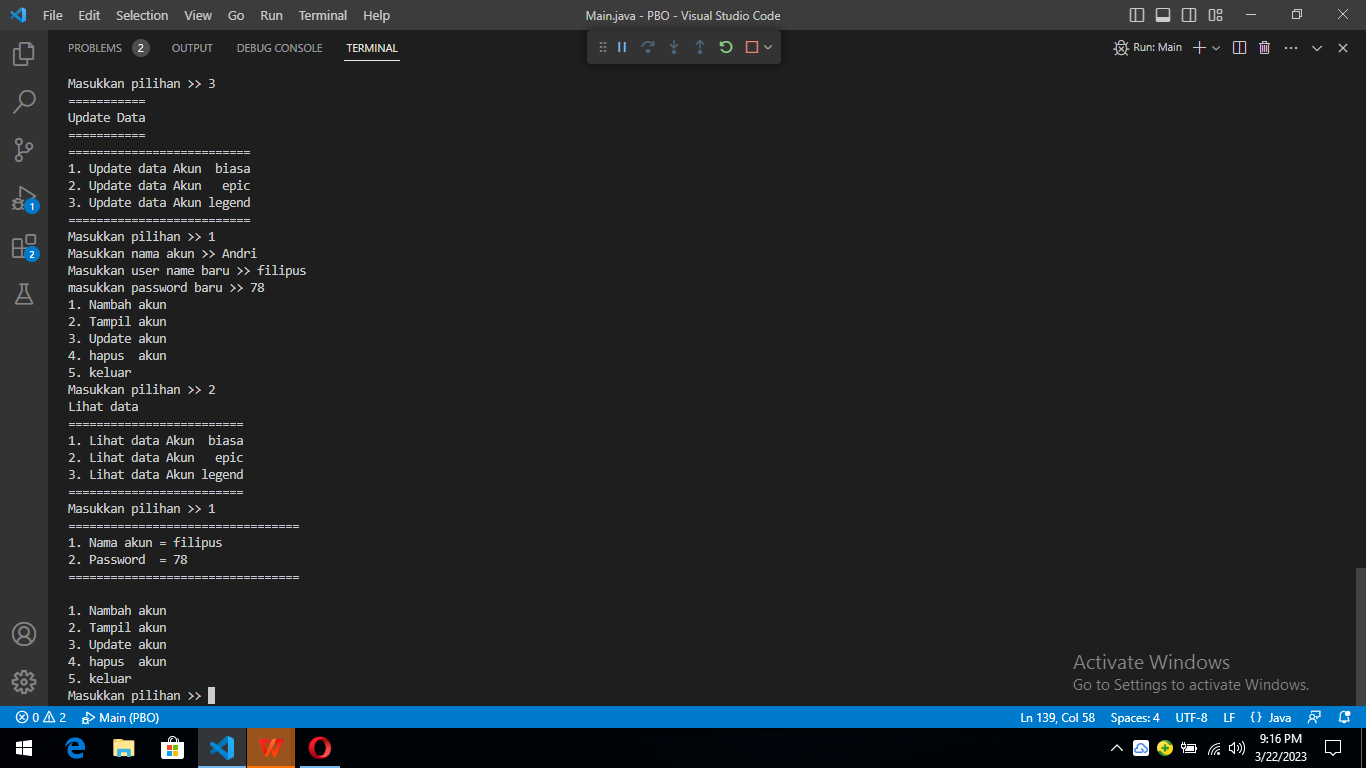 File Edit Selection View Go Run Terminal Help Main.java - PBO - Visual Studio Code
PROBLEMS 2 OUTPUT DEBUG CONSOLE TERMINAL Run: Main
Masukkan pilihan >> 3
===========
Update Data
===========
==========================
1. Update data Akun  biasa
2. Update data Akun   epic
3. Update data Akun legend
==========================
Masukkan pilihan >> 1
Masukkan nama akun >> Andri
Masukkan user name baru >> filipus
masukkan password baru >> 78
1. Nambah akun
2. Tampil akun
3. Update akun
4. hapus  akun
5. keluar
Masukkan pilihan >> 2
Lihat data
=========================
1. Lihat data Akun  biasa
2. Lihat data Akun   epic
3. Lihat data Akun legend
=========================
Masukkan pilihan >> 1
=================================
1. Nama akun = filipus
2. Password  = 78
=================================
1. Nambah akun
2. Tampil akun
3. Update akun
4. hapus  akun
5. keluar
Masukkan pilihan >>
1
2
Activate Windows
Go to Settings to activate Windows.
0 2 Main (PBO) Ln 139, Col 58 Spaces: 4 UTF-8 LF {} Java
9:16 PM
3/22/2023